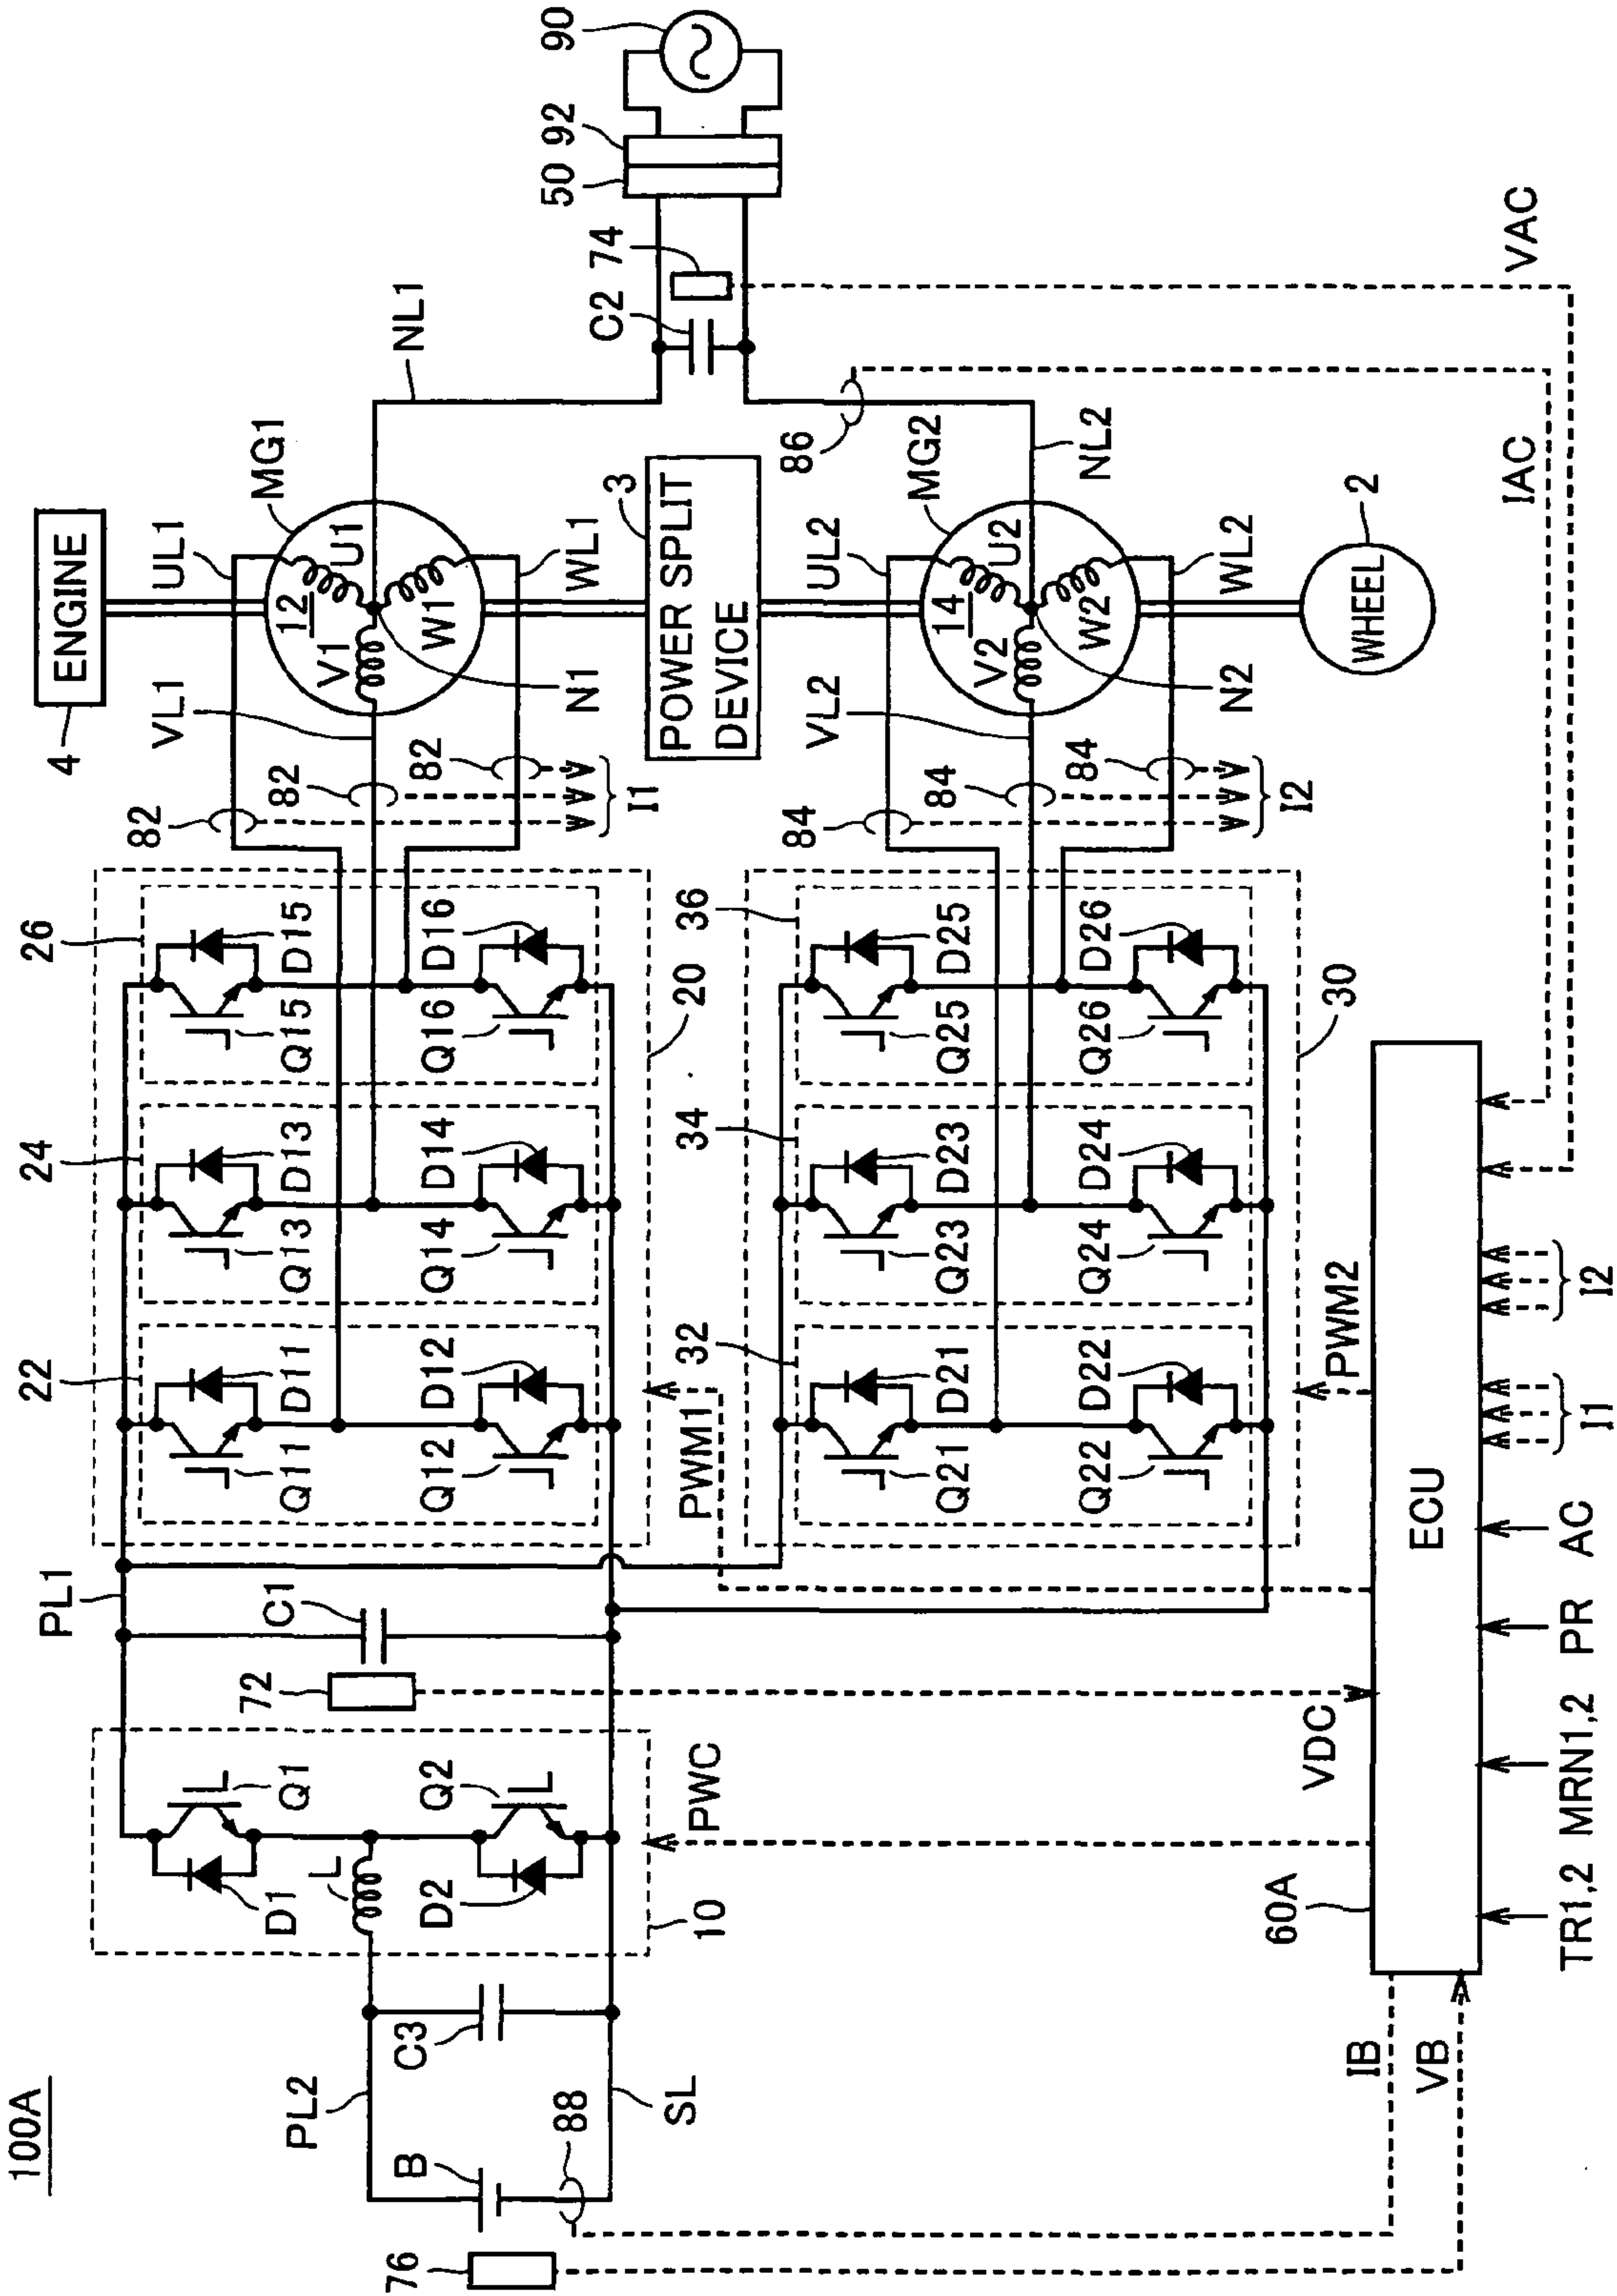 100A
ENGINE
4
UL1
VL1
12
U1
V1
W1
MG1
NL1
N1
WL1
82
82
82
I1
POWER SPLIT
DEVICE
3
UL2
VL2
14
U2
V2
W2
MG2
NL2
N2
WL2
84
84
84
I2
WHEEL
2
90
92
50
74
C2
86
VAC
IAC
26
24
22
D15
Q15
D16
Q16
D13
Q13
D14
Q14
D11
Q11
D12
Q12
20
36
34
32
D25
Q25
D26
Q26
D23
Q23
D24
Q24
D21
Q21
D22
Q22
30
PWM1
PWM2
PL1
C1
72
Q1
D1
L
Q2
D2
10
PWC
VDC
PL2
C3
SL
B
88
76
IB
VB
60A
ECU
TR1,2
MRN1,2
PR
AC
I1
I2